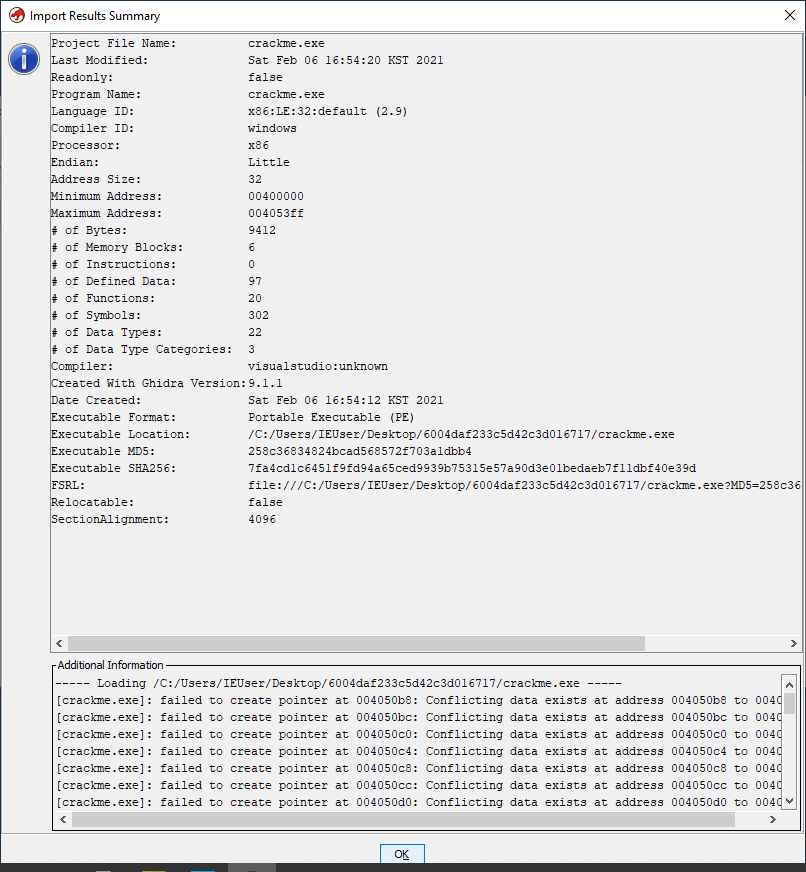 Import Results Summary
Project File Name: crackme.exe
Last Modified: Sat Feb 06 16:54:20 KST 2021
Readonly: false
Program Name: crackme.exe
Language ID: x86:LE:32:default (2.9)
Compiler ID: windows
Processor: x86
Endian: Little
Address Size: 32
Minimum Address: 00400000
Maximum Address: 004053ff
# of Bytes: 9412
# of Memory Blocks: 6
# of Instructions: 0
# of Defined Data: 97
# of Functions: 20
# of Symbols: 302
# of Data Types: 22
# of Data Type Categories: 3
Compiler: visualstudio:unknown
Created With Ghidra Version: 9.1.1
Date Created: Sat Feb 06 16:54:12 KST 2021
Executable Format: Portable Executable (PE)
Executable Location: /C:/Users/IEUser/Desktop/6004daf233c5d42c3d016717/crackme.exe
Executable MD5: 258c36834824bcad568572f703a1dbb4
Executable SHA256: 7fa4cd1c6451f9fd94a65ced9939b75315e57a90d3e01bedaeb7f11dbf40e39d
FSRL: file:///C:/Users/IEUser/Desktop/6004daf233c5d42c3d016717/crackme.exe?MD5=258c36
Relocatable: false
SectionAlignment: 4096
Additional Information
----- Loading /C:/Users/IEUser/Desktop/6004daf233c5d42c3d016717/crackme.exe -----
[crackme.exe]: failed to create pointer at 004050b8: Conflicting data exists at address 004050b8 to 0040
[crackme.exe]: failed to create pointer at 004050bc: Conflicting data exists at address 004050bc to 0040
[crackme.exe]: failed to create pointer at 004050c0: Conflicting data exists at address 004050c0 to 0040
[crackme.exe]: failed to create pointer at 004050c4: Conflicting data exists at address 004050c4 to 0040
[crackme.exe]: failed to create pointer at 004050c8: Conflicting data exists at address 004050c8 to 0040
[crackme.exe]: failed to create pointer at 004050cc: Conflicting data exists at address 004050cc to 0040
[crackme.exe]: failed to create pointer at 004050d0: Conflicting data exists at address 004050d0 to 0040
OK